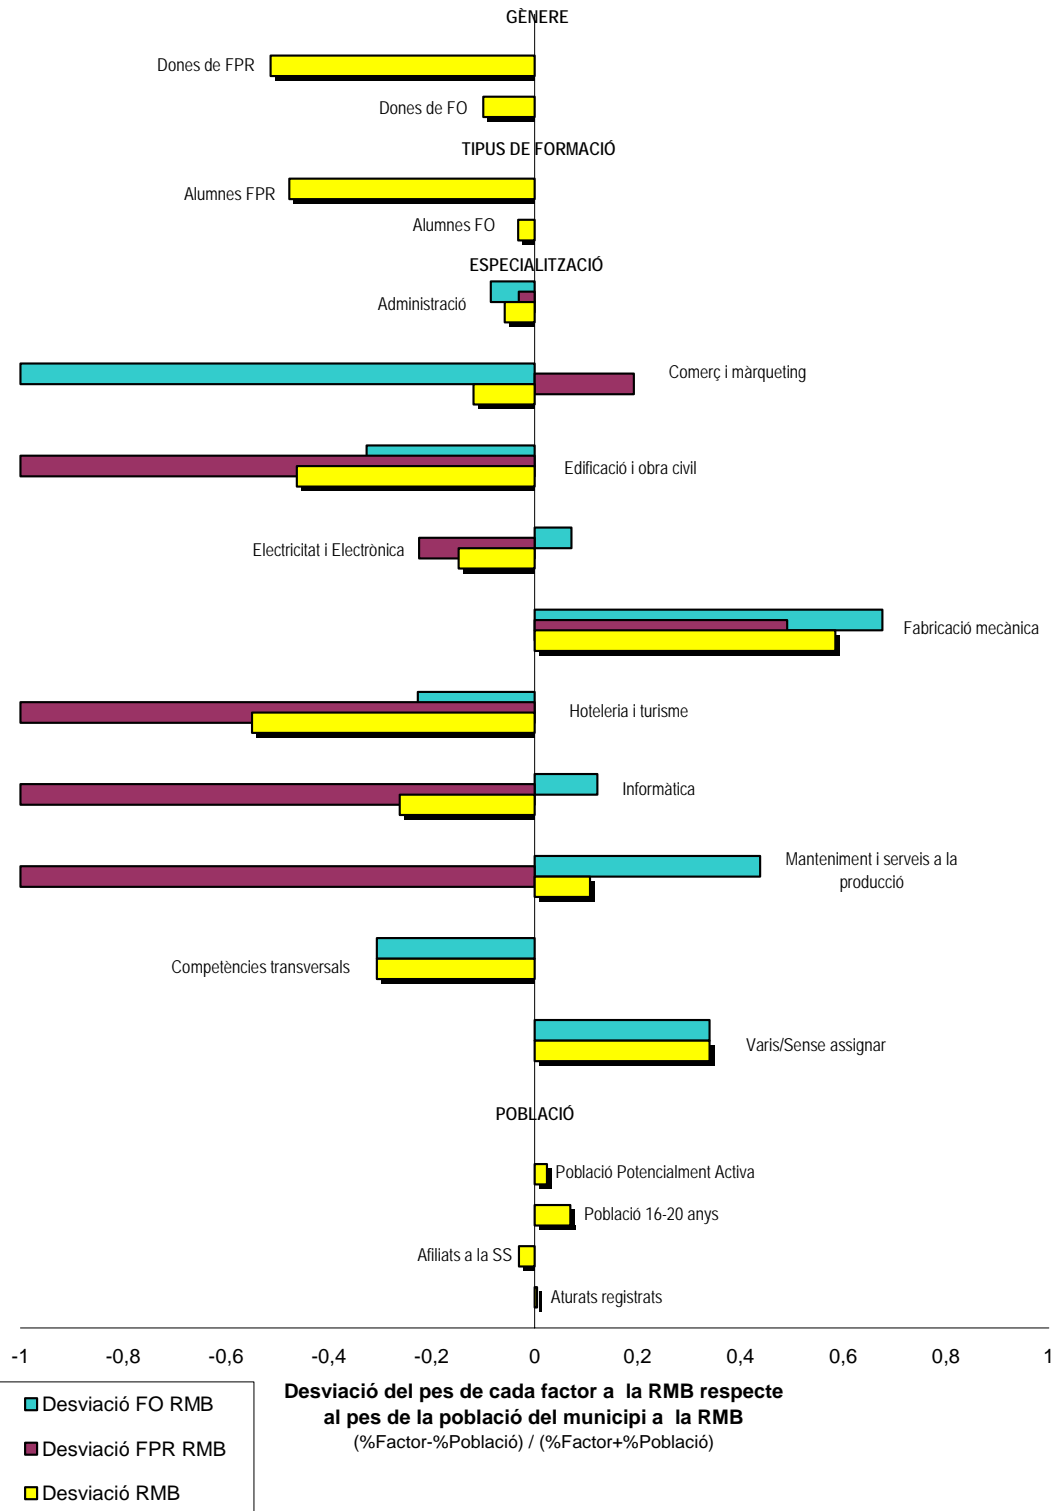 GÈNERE
Dones de FPR
Dones de FO
TIPUS DE FORMACIÓ
Alumnes FPR
Alumnes FO
ESPECIALITZACIÓ
Administració
Comerç i màrqueting
Edificació i obra civil
Electricitat i Electrònica
Fabricació mecànica
Hoteleria i turisme
Informàtica
Manteniment i serveis a la
producció
Competències transversals
Varis/Sense assignar
POBLACIÓ
Població Potencialment Activa
Població 16-20 anys
Afiliats a la SS
Aturats registrats
-1 -0,8 -0,6 -0,4 -0,2 0 0,2 0,4 0,6 0,8 1
Desviació del pes de cada factor a la RMB respecte
al pes de la població del municipi a la RMB
(%Factor-%Població) / (%Factor+%Població)
Desviació FO RMB
Desviació FPR RMB
Desviació RMB